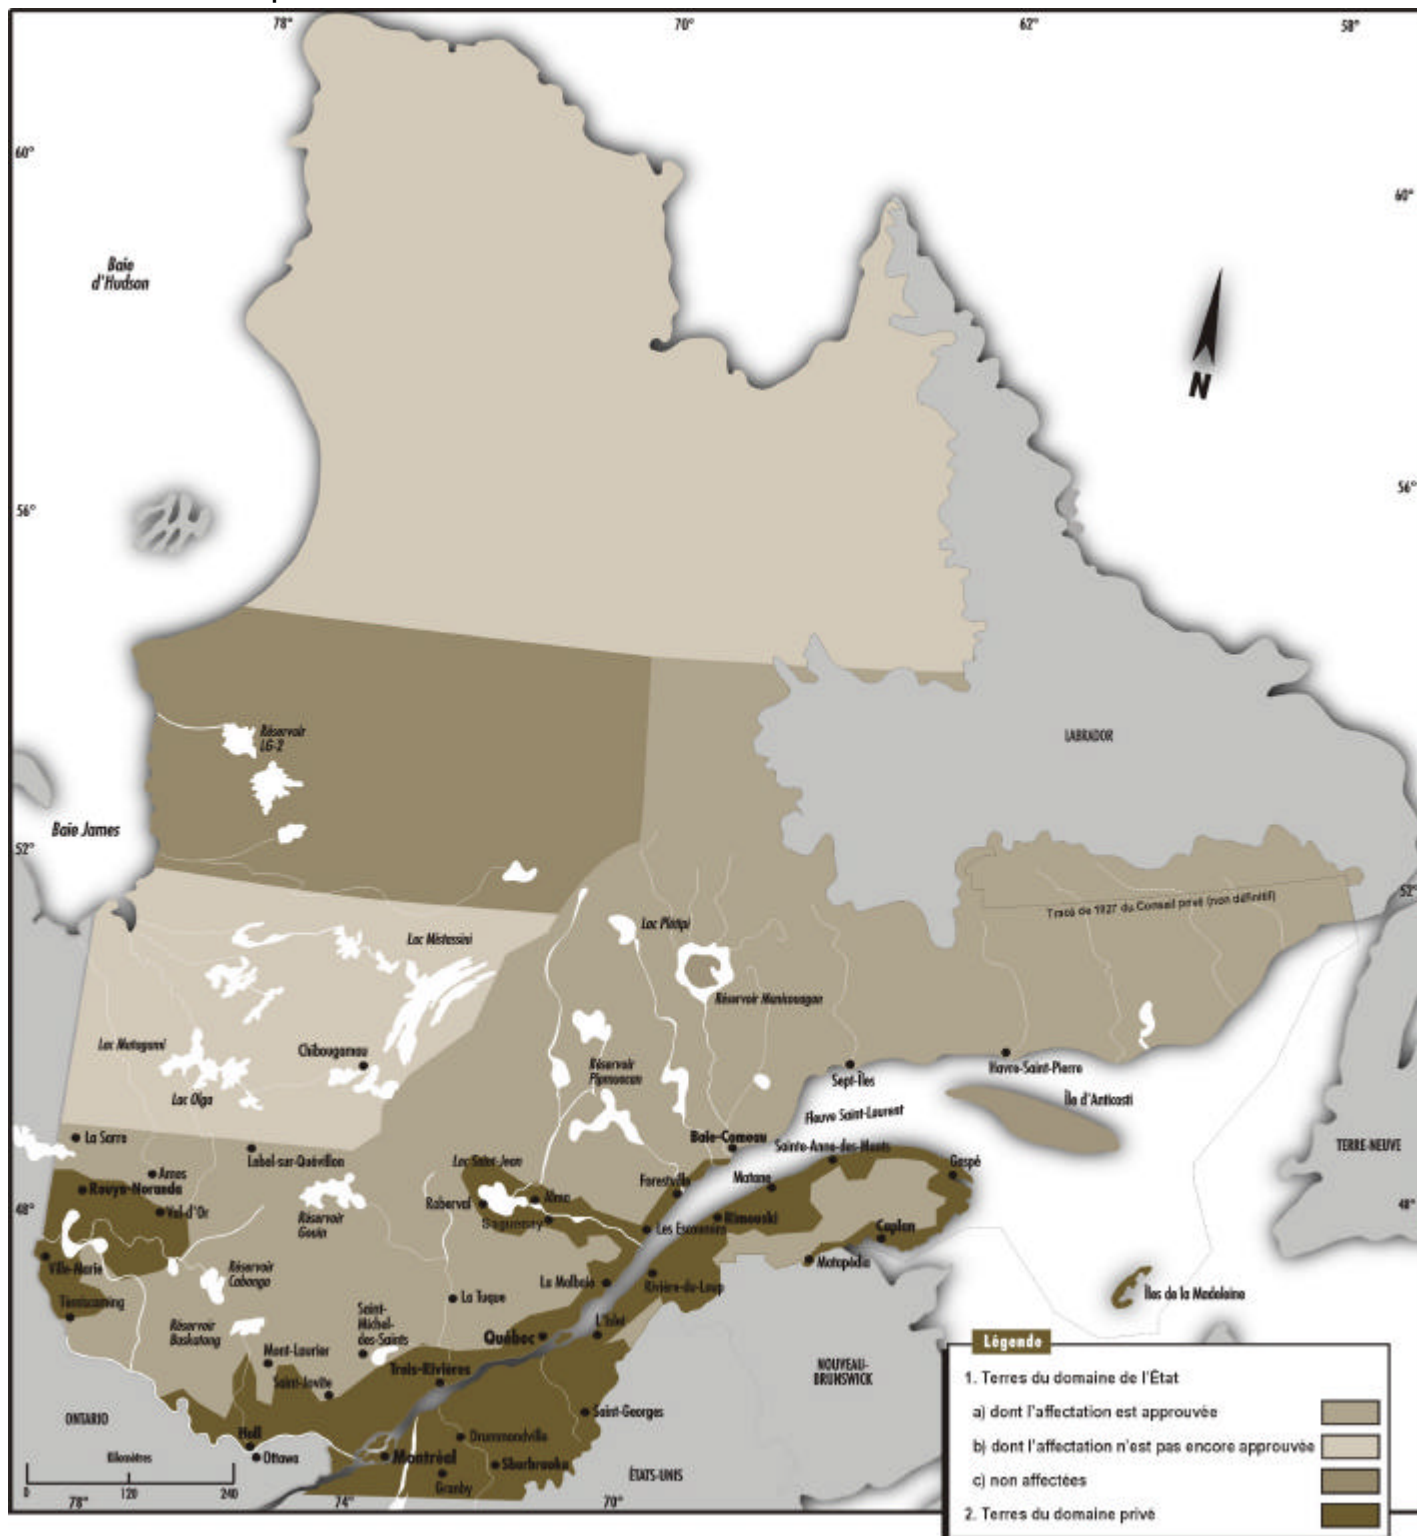 78°
70°
62°
58°
60°
60°
Baie
d'Hudson
N
56°
56°
LABRADOR
Réservoir
LG-2
Baie James
52°
52°
Tracé de 1927 du Conseil privé (non définitif)
Lac Mistassini
Lac Plétipi
Réservoir Manikouagan
Lac Matagami
Chibougamau
Lac Olga
Réservoir
Pipmuacan
Sept-Îles
Havre-Saint-Pierre
Île d'Anticosti
Fleuve Saint-Laurent
La Sarre
Lebel-sur-Quévillon
Baie-Comeau
Sainte-Anne-des-Monts
TERRE-NEUVE
Amos
Lac Saint-Jean
Gaspé
Rouyn-Noranda
Forestville
Matane
Roberval
Alma
48°
48°
Val-d'Or
Réservoir
Gouin
Saguenay
Les Escoumins
Rimouski
Caplan
Ville-Marie
Matapédia
Réservoir
Cabonga
La Malbaie
Rivière-du-Loup
Îles de la Madeleine
Témiscaming
La Tuque
Saint-
Michel-
des-Saints
L'Islet
Réservoir
Baskatong
Québec
Mont-Laurier
Trois-Rivières
Saint-Jovite
NOUVEAU-
BRUNSWICK
ONTARIO
Saint-Georges
Hull
Drummondville
Ottawa
Montréal
Sherbrooke
Granby
ÉTATS-UNIS
Kilomètres
0
120
240
78°
74°
70°
Légende
1. Terres du domaine de l'État
a) dont l'affectation est approuvée
b) dont l'affectation n'est pas encore approuvée
c) non affectées
2. Terres du domaine privé